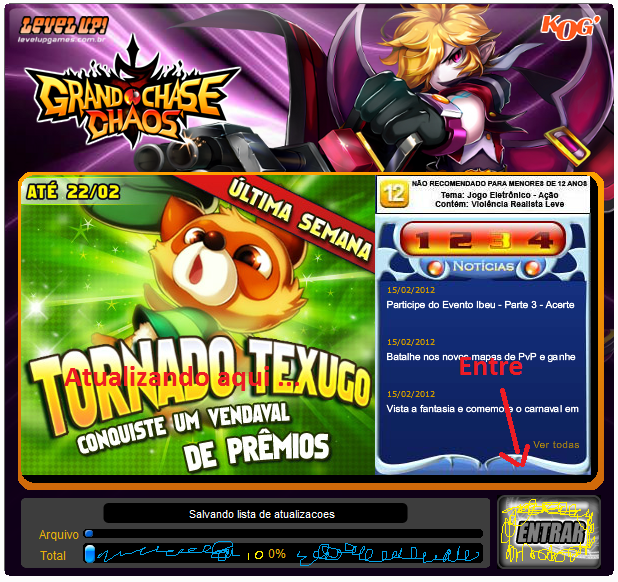 LEVEL UP!
levelupgames.com.br
KOG'
GRAND CHASE
CHAOS
ATÉ 22/02
ÚLTIMA SEMANA
TORNADO TEXUGO
CONQUISTE UM VENDAVAL
DE PRÊMIOS
Atualizando aqui ...
12
NÃO RECOMENDADO PARA MENORES DE 12 ANOS
Tema: Jogo Eletrônico - Ação
Contém: Violência Realista Leve
1 2 3 4
NOTÍCIAS
15/02/2012
Participe do Evento Ibeu - Parte 3 - Acerte
15/02/2012
Batalhe nos novos mapas de PvP e ganhe
Entre
15/02/2012
Vista a fantasia e comemore o carnaval em
Ver todas
Salvando lista de atualizacoes
Arquivo
Total
10 0%
ENTRAR